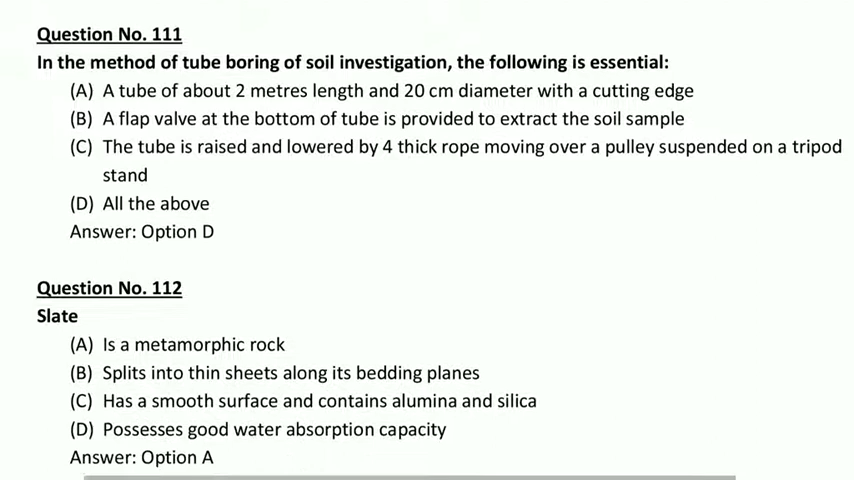 Question No. 111
In the method of tube boring of soil investigation, the following is essential:
(A) A tube of about 2 metres length and 20 cm diameter with a cutting edge
(B) A flap valve at the bottom of tube is provided to extract the soil sample
(C) The tube is raised and lowered by 4 thick rope moving over a pulley suspended on a tripod
stand
(D) All the above
Answer: Option D
Question No. 112
Slate
(A) Is a metamorphic rock
(B) Splits into thin sheets along its bedding planes
(C) Has a smooth surface and contains alumina and silica
(D) Possesses good water absorption capacity
Answer: Option A